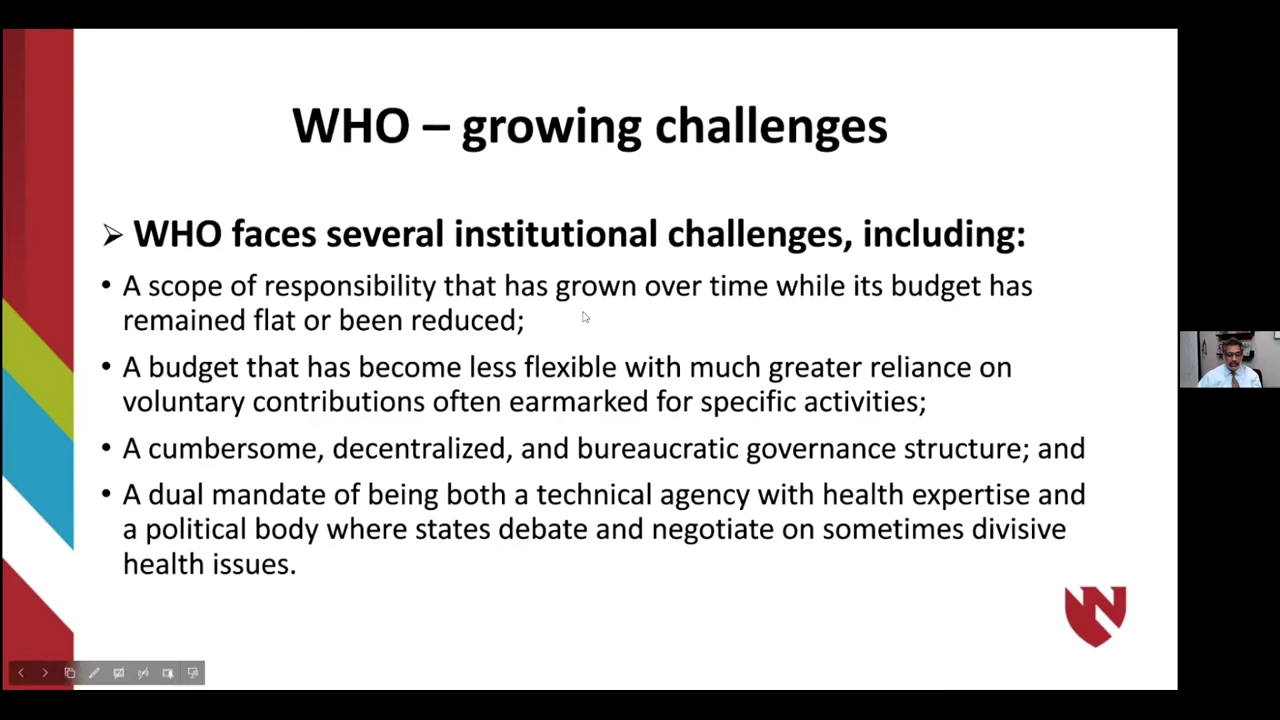 WHO – growing challenges
➢ WHO faces several institutional challenges, including:
• A scope of responsibility that has grown over time while its budget has
remained flat or been reduced;
• A budget that has become less flexible with much greater reliance on
voluntary contributions often earmarked for specific activities;
• A cumbersome, decentralized, and bureaucratic governance structure; and
• A dual mandate of being both a technical agency with health expertise and
a political body where states debate and negotiate on sometimes divisive
health issues.